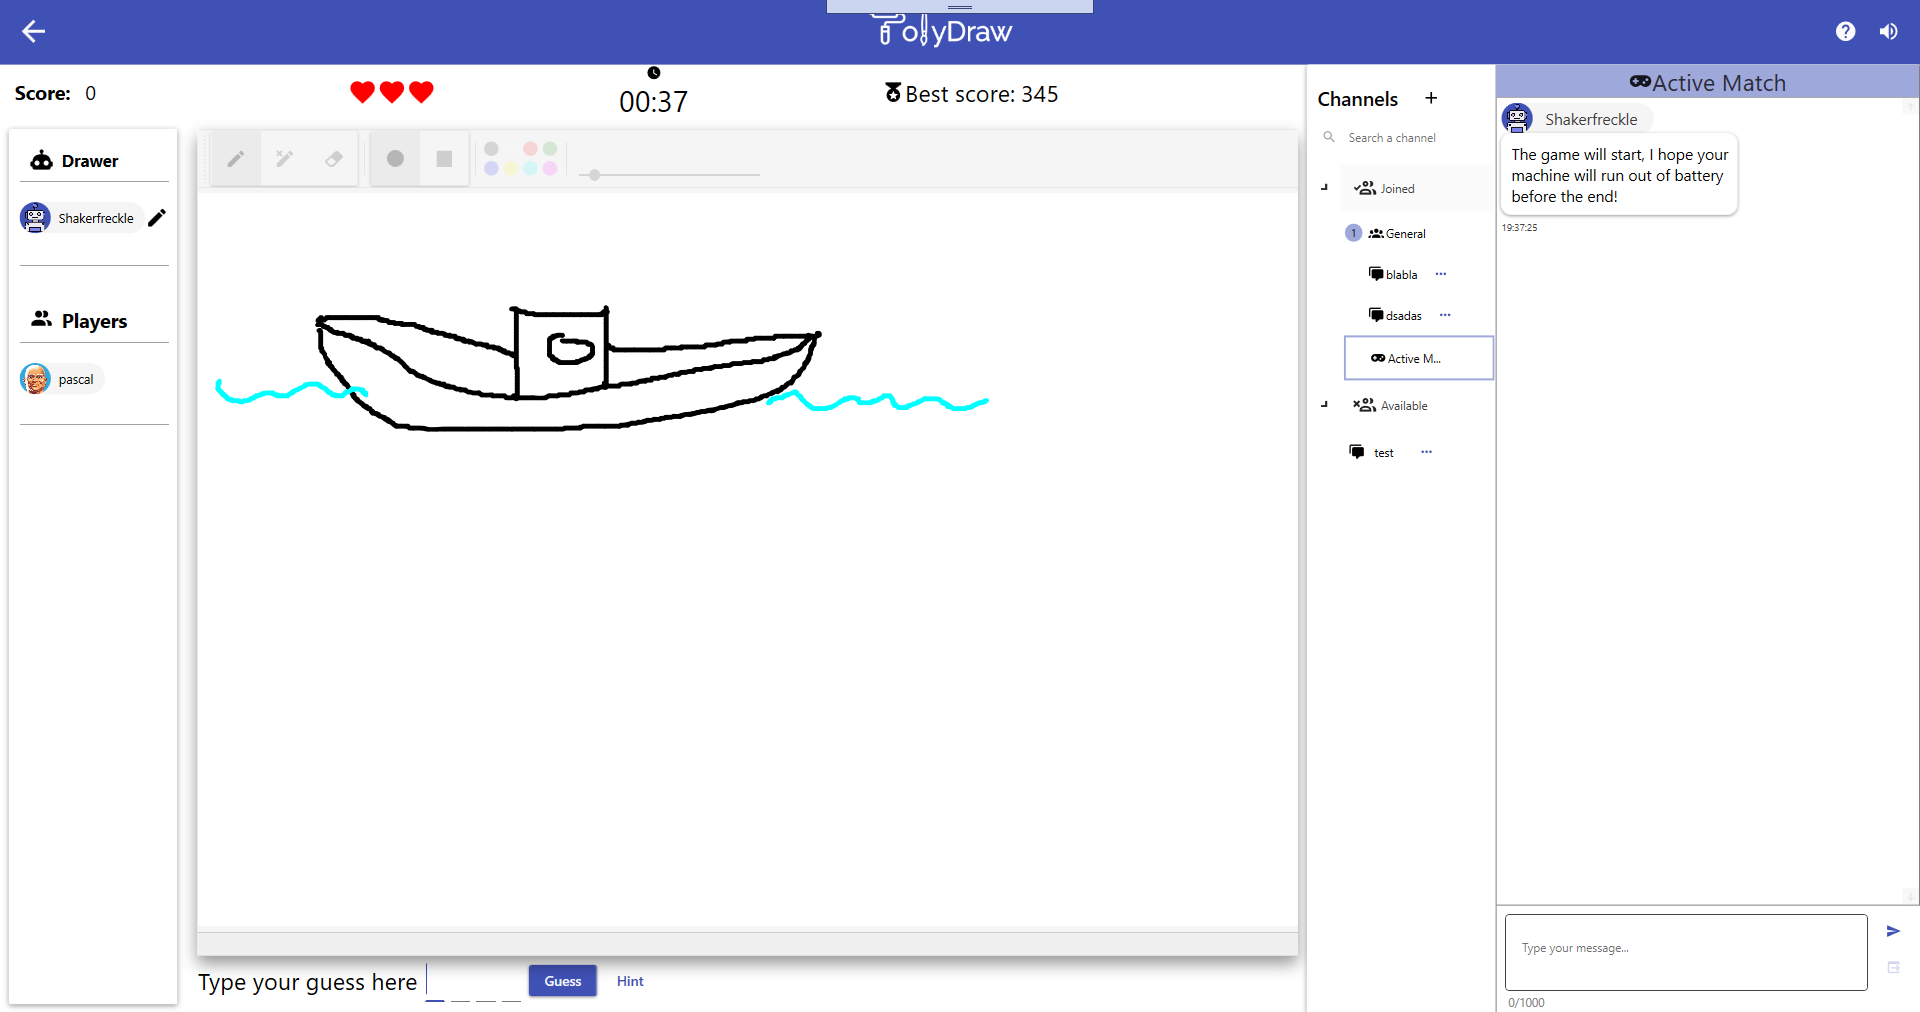 PolyDraw
Score: 0
00:37
Best score: 345
Drawer
Shakerfreckle
Players
pascal
Type your guess here
Guess
Hint
Channels +
Search a channel
Joined
1 General
blabla ...
dsadas ...
Active M...
Available
test ...
Active Match
Shakerfreckle
The game will start, I hope your
machine will run out of battery
before the end!
19:37:25
Type your message...
0/1000